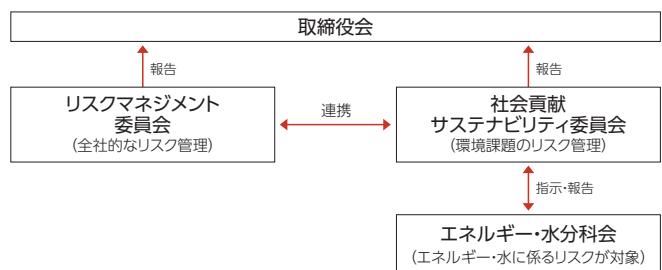 取締役会
報告
報告
リスクマネジメント
委員会
(全社的なリスク管理)
連携
社会貢献
サステナビリティ委員会
(環境課題のリスク管理)
指示・報告
エネルギー・水分科会
(エネルギー・水に係るリスクが対象)